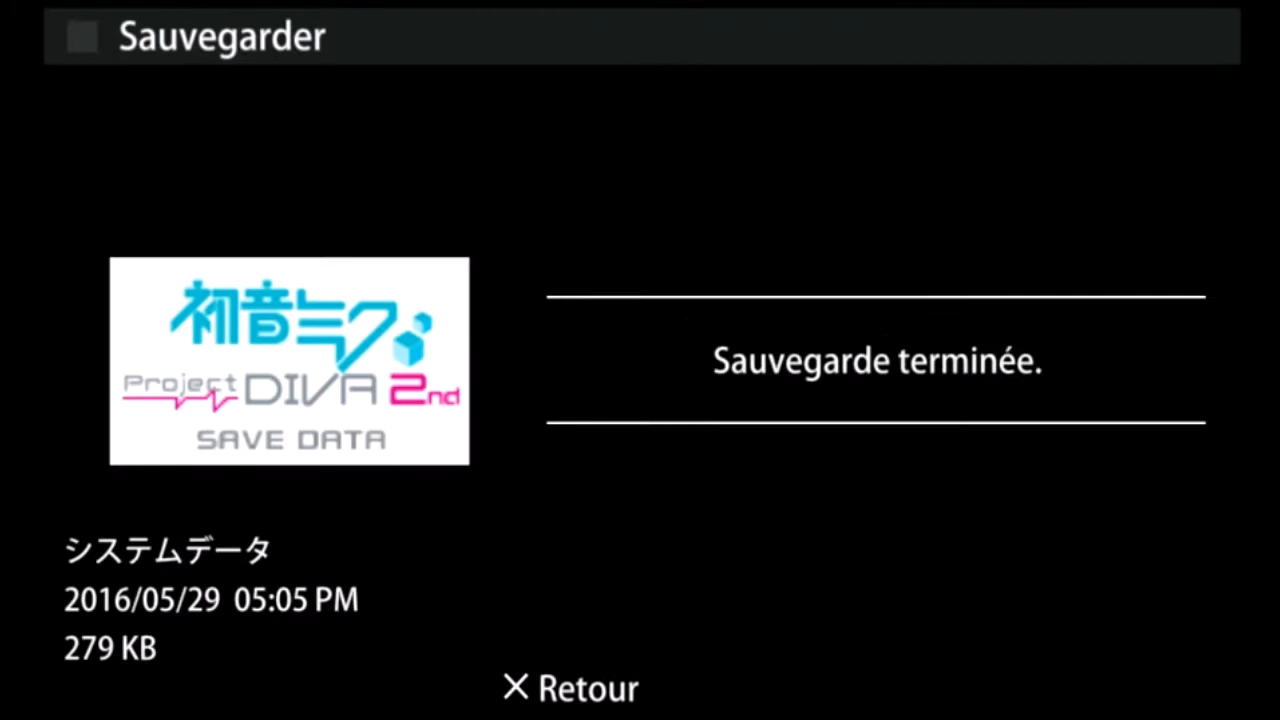 Sauvegarder
初音ミク
Project DIVA 2nd
SAVE DATA
Sauvegarde terminée.
システムデータ
2016/05/29 05:05 PM
279 KB
X Retour